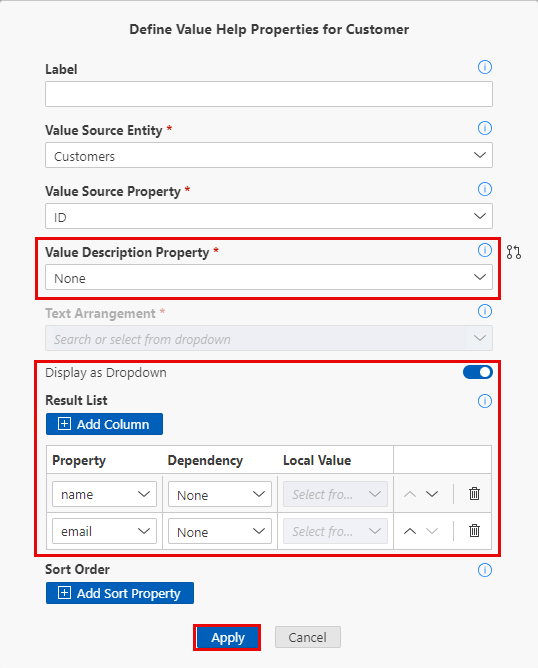 Define Value Help Properties for Customer
Label
Value Source Entity *
Customers
Value Source Property *
ID
Value Description Property *
None
Text Arrangement *
Search or select from dropdown
Display as Dropdown
Result List
Add Column
Property Dependency Local Value
name None Select fro...
email None Select fro...
Sort Order
Add Sort Property
Apply Cancel